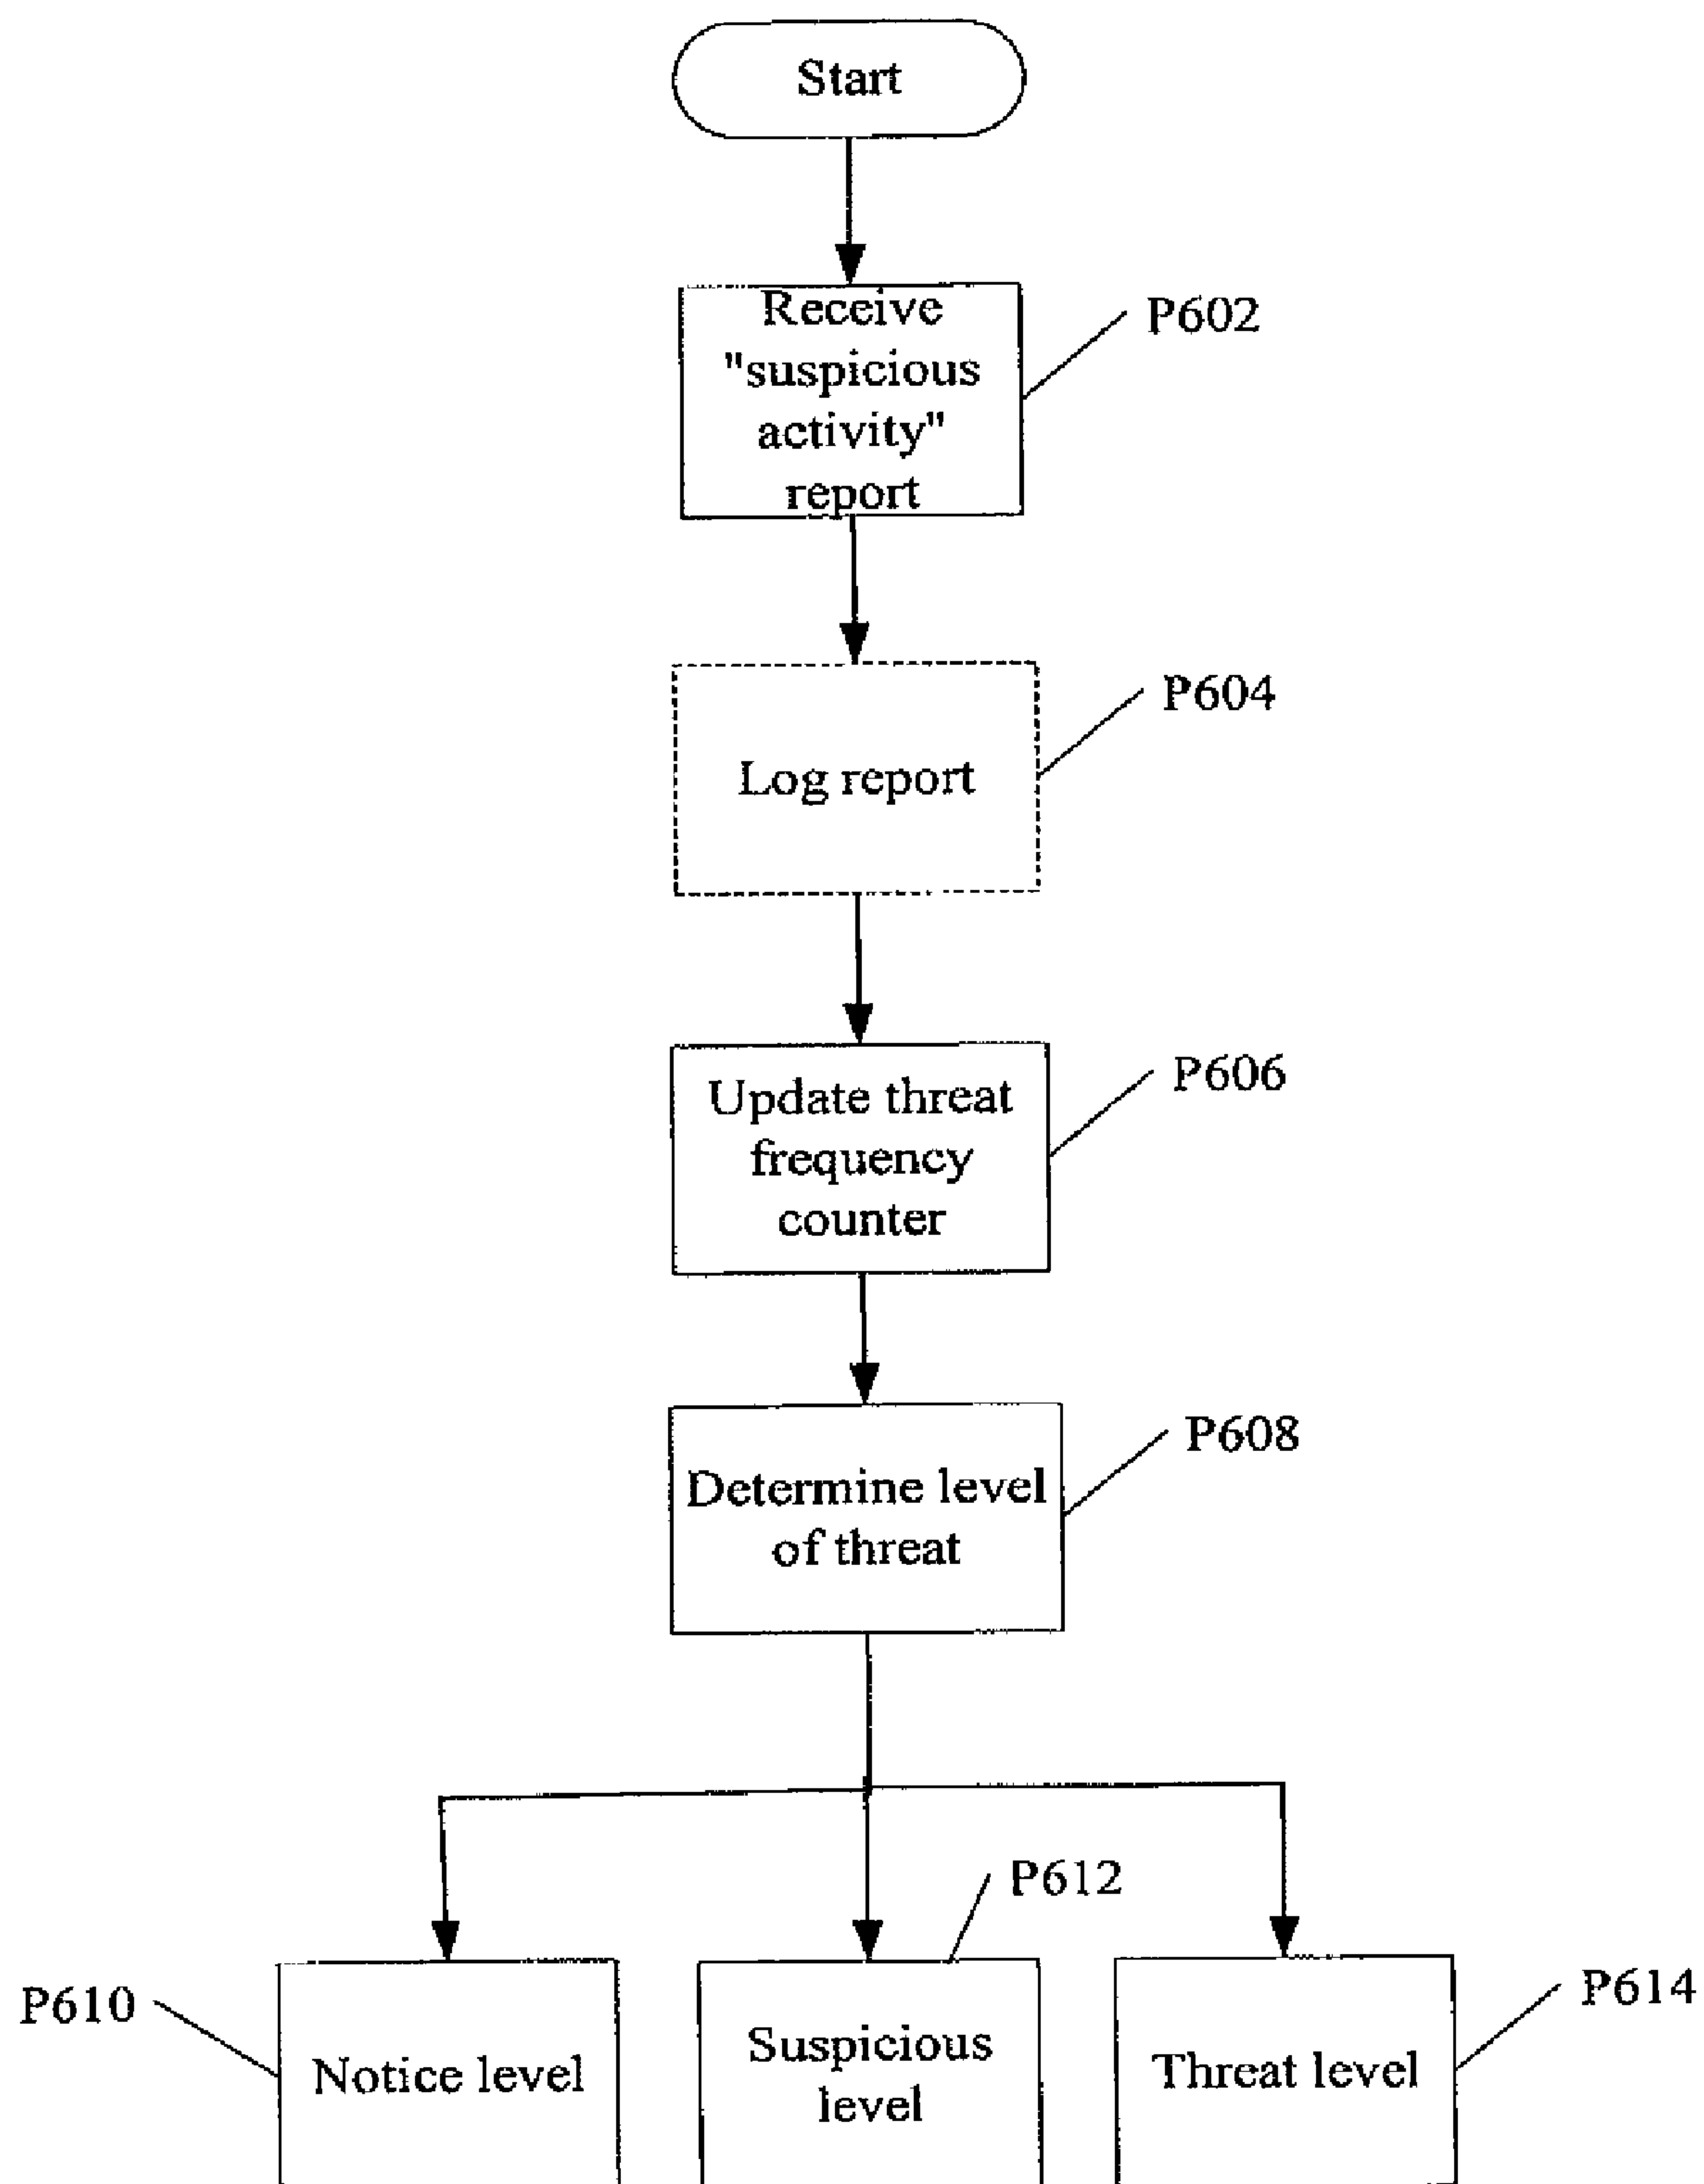 Start
Receive
"suspicious
activity"
report
P602
Log report
P604
Update threat
frequency
counter
P606
Determine level
of threat
P608
P610
Notice level
P612
Suspicious
level
Threat level
P614